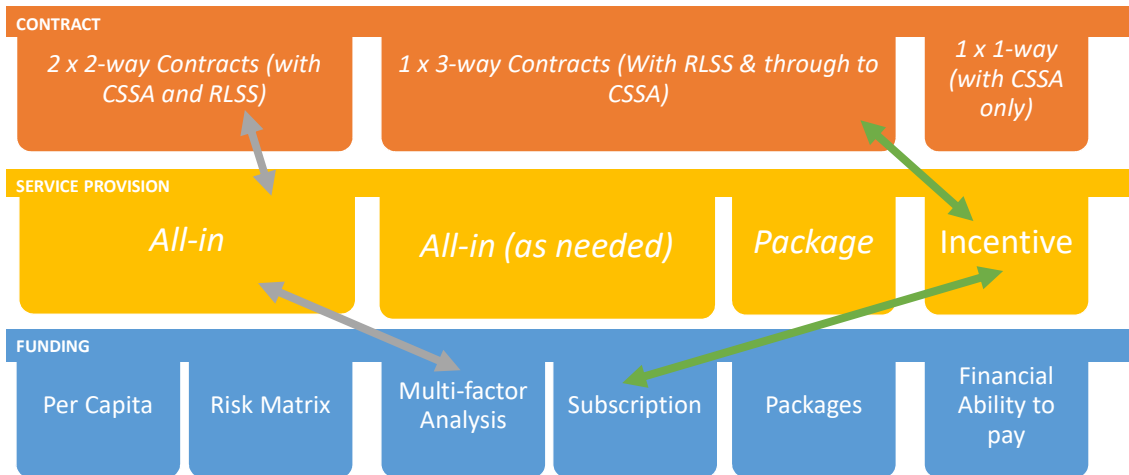 CONTRACT
2 x 2-way Contracts (with
CSSA and RLSS)
1 x 3-way Contracts (With RLSS & through to
CSSA)
1 x 1-way
(with CSSA
only)
SERVICE PROVISION
All-in
All-in (as needed)
Package
Incentive
FUNDING
Per Capita
Risk Matrix
Multi-factor
Analysis
Subscription
Packages
Financial
Ability to
pay